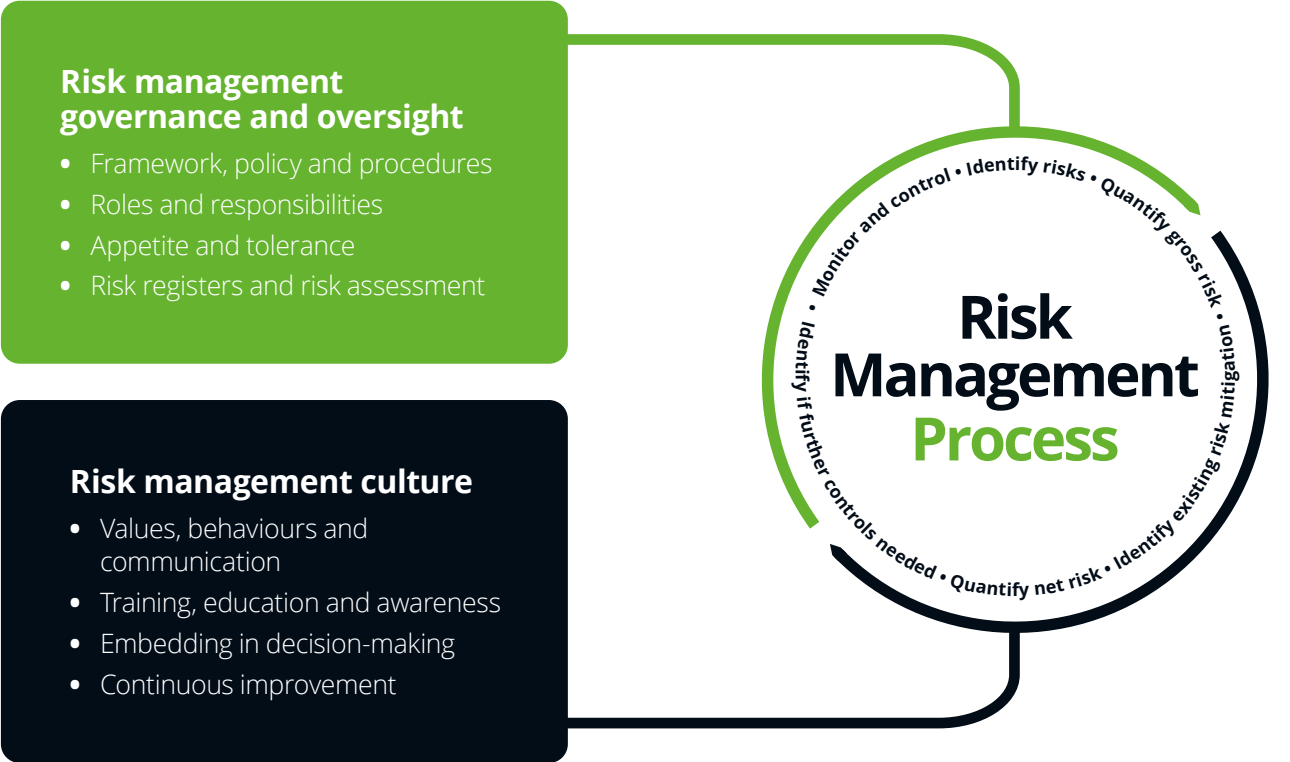 Risk management
governance and oversight
• Framework, policy and procedures
• Roles and responsibilities
• Appetite and tolerance
• Risk registers and risk assessment
Risk management culture
• Values, behaviours and
communication
• Training, education and awareness
• Embedding in decision-making
• Continuous improvement
Risk
Management
Process
Identify risks • Quantify gross risk • Identify existing risk mitigation • Quantify net risk • Identify if further controls needed • Monitor and control •